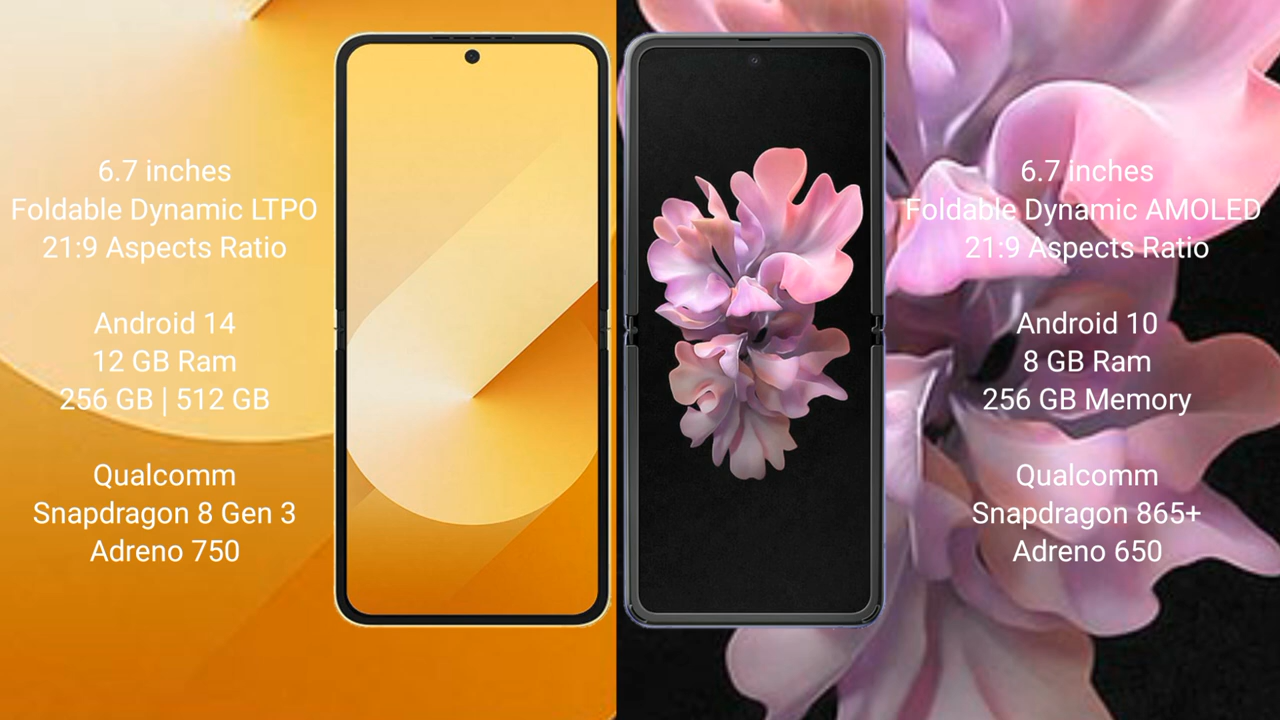 6.7 inches
Foldable Dynamic LTPO
21:9 Aspects Ratio
Android 14
12 GB Ram
256 GB | 512 GB
Qualcomm
Snapdragon 8 Gen 3
Adreno 750
6.7 inches
Foldable Dynamic AMOLED
21:9 Aspects Ratio
Android 10
8 GB Ram
256 GB Memory
Qualcomm
Snapdragon 865+
Adreno 650